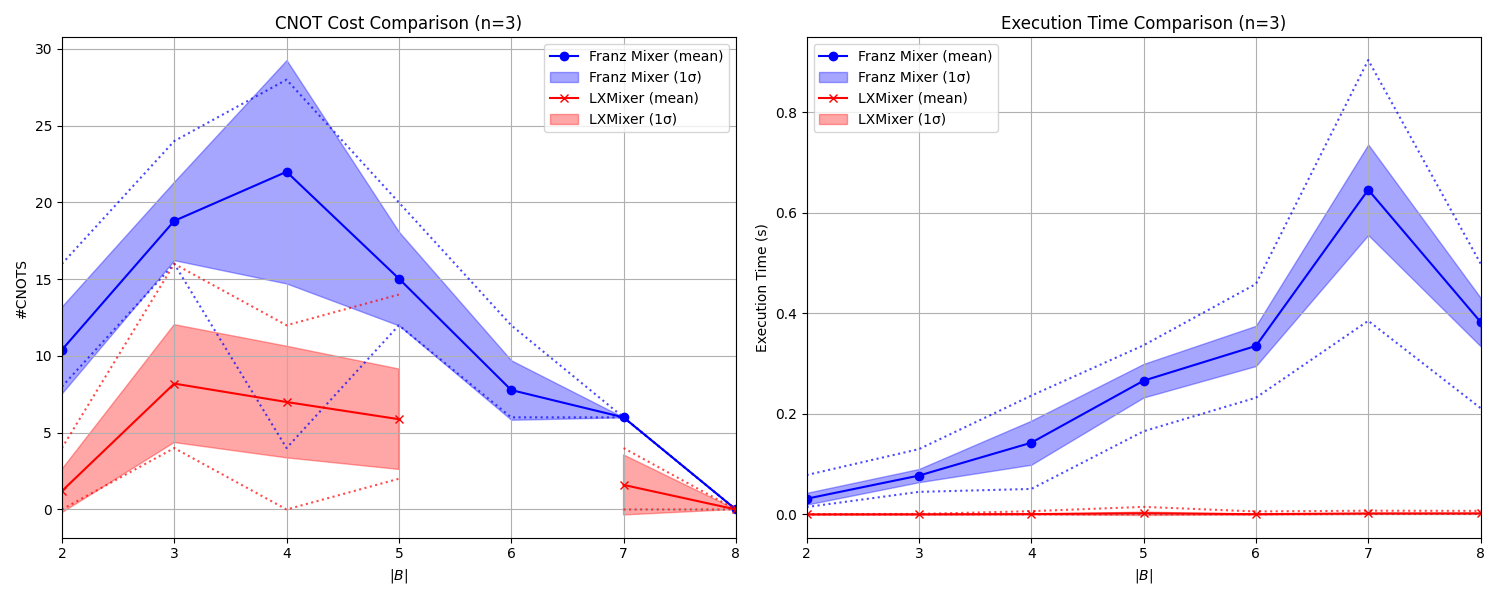 CNOT Cost Comparison (n=3)
#CNOTS
30
25
20
15
10
5
0
Franz Mixer (mean)
Franz Mixer (1σ)
LXMixer (mean)
LXMixer (1σ)
2 3 4 5 6 7 8
|B|
Execution Time Comparison (n=3)
Execution Time (s)
0.8
0.6
0.4
0.2
0.0
Franz Mixer (mean)
Franz Mixer (1σ)
LXMixer (mean)
LXMixer (1σ)
2 3 4 5 6 7 8
|B|